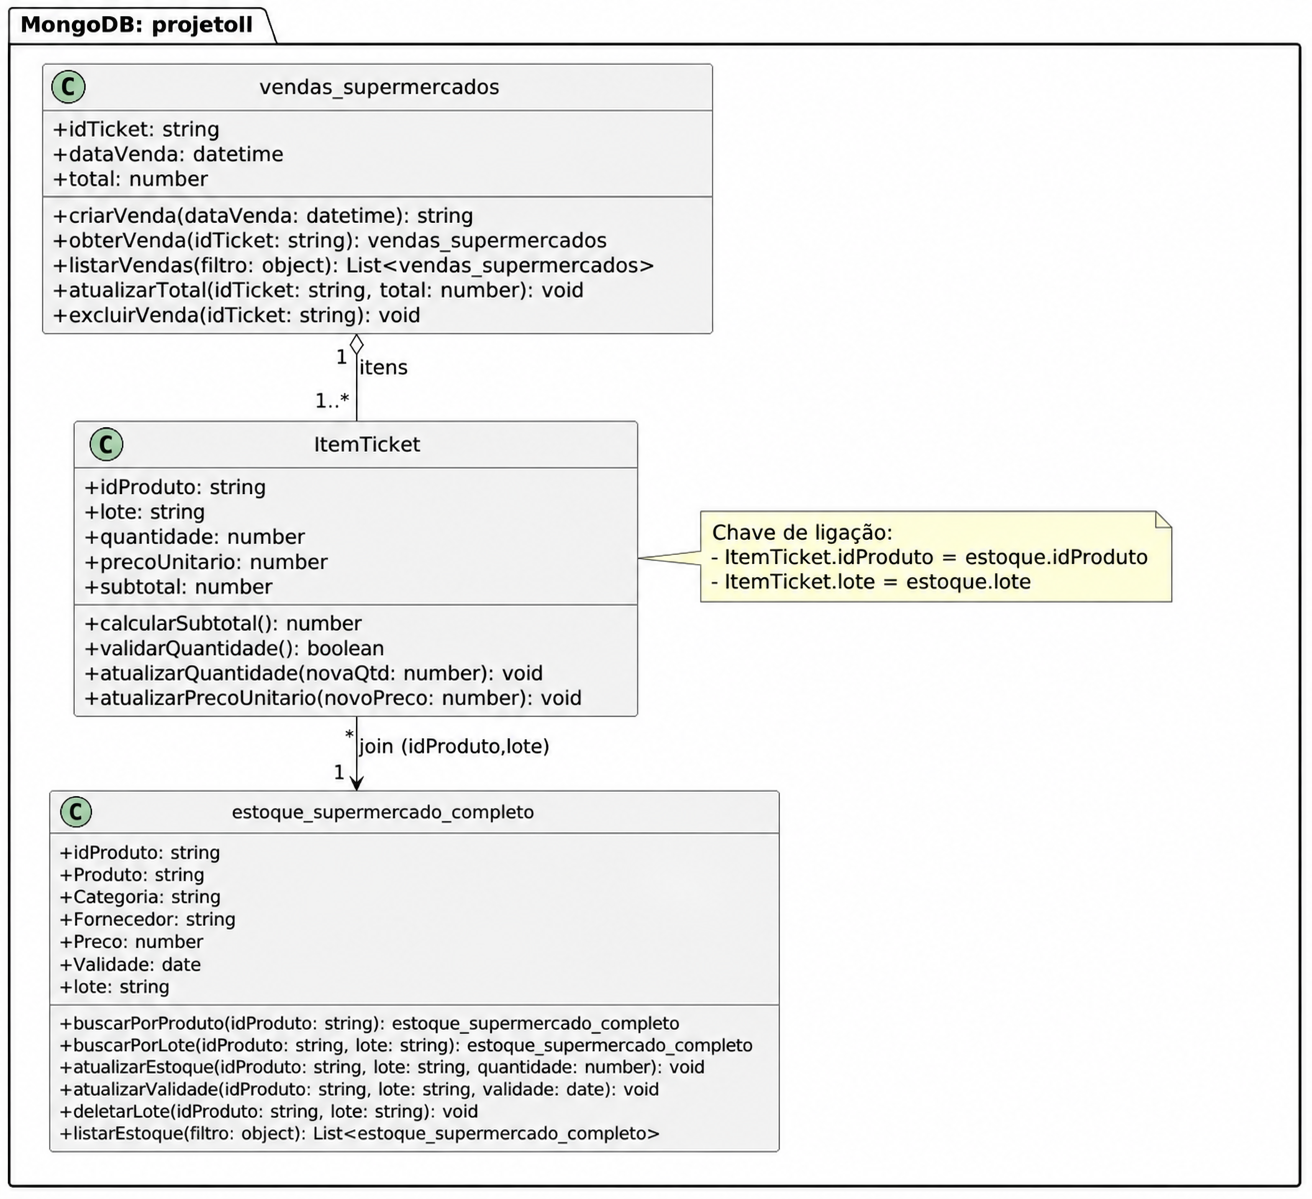 MongoDB: projetoII
C
vendas_supermercados
+idTicket: string
+dataVenda: datetime
+total: number
+criarVenda(dataVenda: datetime): string
+obterVenda(idTicket: string): vendas_supermercados
+listarVendas(filtro: object): List<vendas_supermercados>
+atualizarTotal(idTicket: string, total: number): void
+excluirVenda(idTicket: string): void
1
itens
1..*
C
ItemTicket
+idProduto: string
+lote: string
+quantidade: number
+precoUnitario: number
+subtotal: number
+calcularSubtotal(): number
+validarQuantidade(): boolean
+atualizarQuantidade(novaQtd: number): void
+atualizarPrecoUnitario(novoPreco: number): void
Chave de ligação:
- ItemTicket.idProduto = estoque.idProduto
- ItemTicket.lote = estoque.lote
*
join (idProduto,lote)
1
C
estoque_supermercado_completo
+idProduto: string
+Produto: string
+Categoria: string
+Fornecedor: string
+Preco: number
+Validade: date
+lote: string
+buscarPorProduto(idProduto: string): estoque_supermercado_completo
+buscarPorLote(idProduto: string, lote: string): estoque_supermercado_completo
+atualizarEstoque(idProduto: string, lote: string, quantidade: number): void
+atualizarValidade(idProduto: string, lote: string, validade: date): void
+deletarLote(idProduto: string, lote: string): void
+listarEstoque(filtro: object): List<estoque_supermercado_completo>